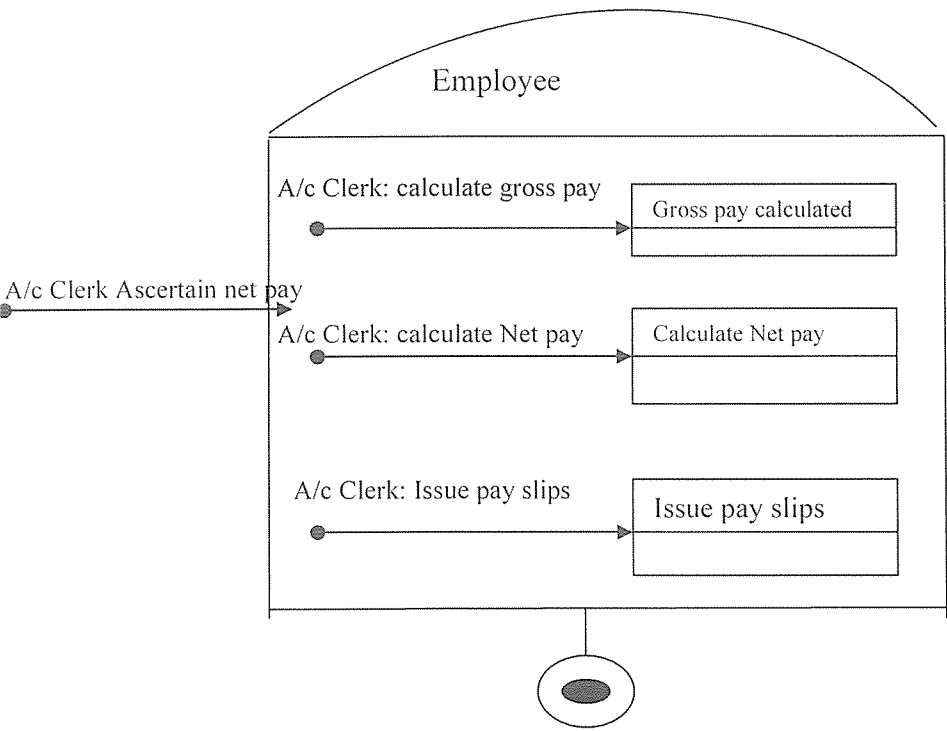 Employee
A/c Clerk: calculate gross pay
Gross pay calculated
A/c Clerk Ascertain net pay
A/c Clerk: calculate Net pay
Calculate Net pay
A/c Clerk: Issue pay slips
Issue pay slips